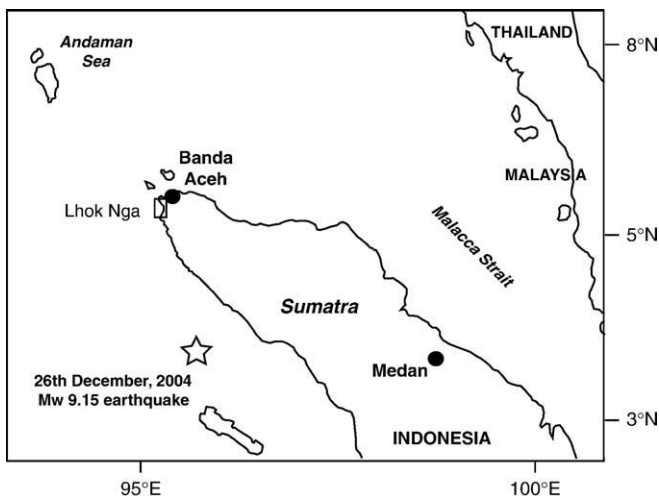 Andaman
Sea
THAILAND
8°N
Banda
Aceh
MALAYSIA
Lhok Nga
Malacca Strait
5°N
Sumatra
26th December, 2004
Mw 9.15 earthquake
Medan
3°N
INDONESIA
95°E
100°E